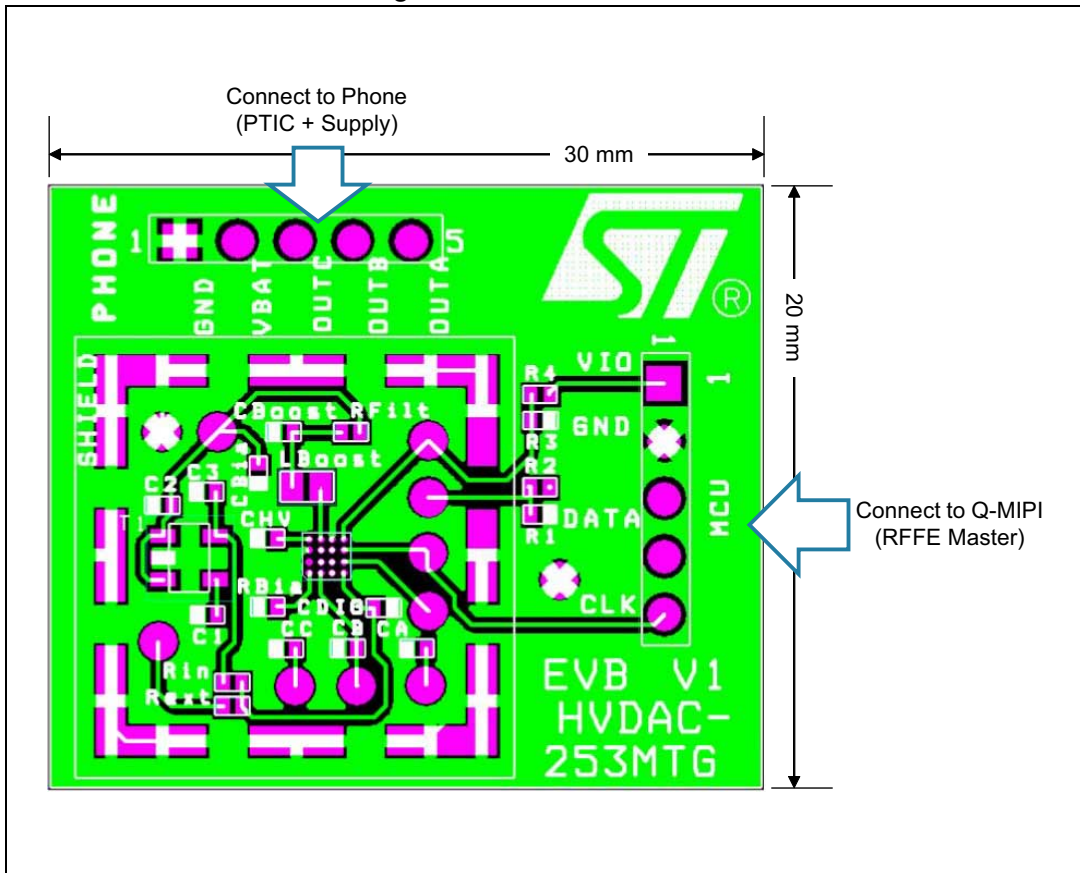 Connect to Phone
(PTIC + Supply)
30 mm
20 mm
PHONE
1
5
GND
VBAT
OUTC
OUTB
OUTA
ST
®
SHIELD
VIO
1
1
R4
GND
R3
R2
DATA
R1
MCU
CLK
Connect to Q-MIPI
(RFFE Master)
CBoost RFilt
LBoost
C2
C3
T1
CHV
CDIG
C1
CC
CB
CA
Rin
Rext
EVB V1
HVDAC-
253MTG